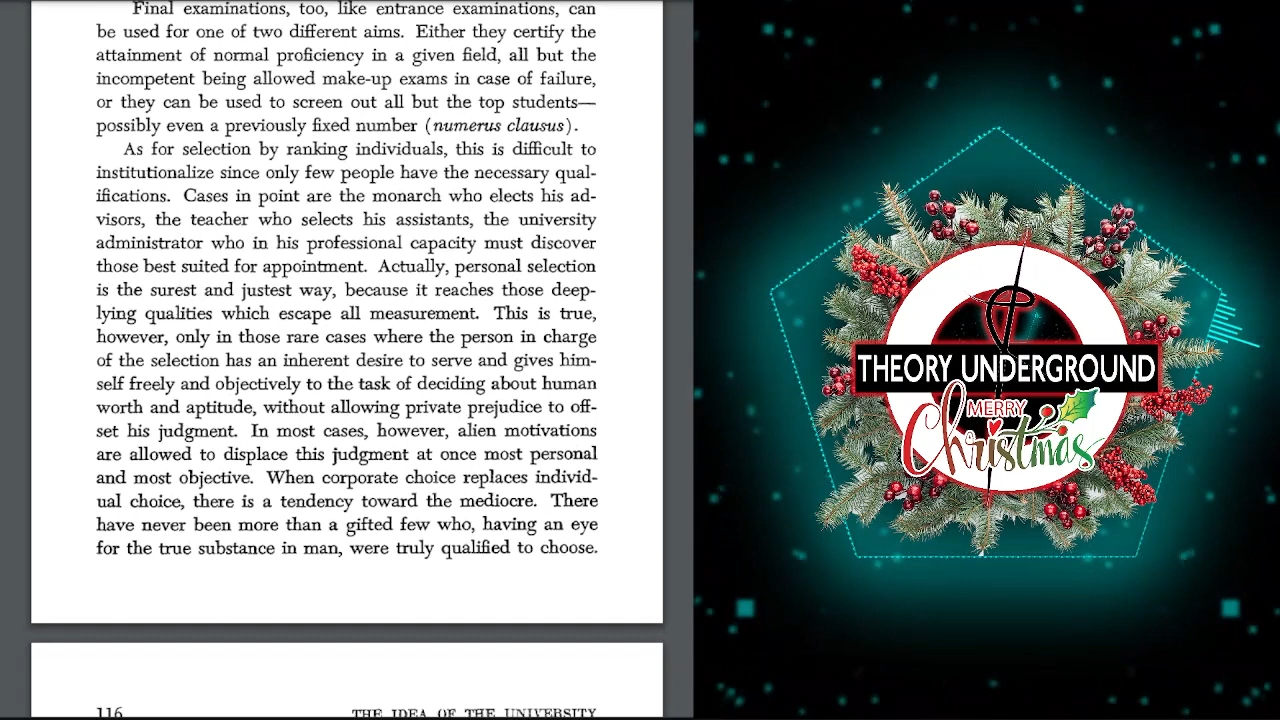 Final examinations, too, like entrance examinations, can
be used for one of two different aims. Either they certify the
attainment of normal proficiency in a given field, all but the
incompetent being allowed make-up exams in case of failure,
or they can be used to screen out all but the top students—
possibly even a previously fixed number (numerus clausus).
As for selection by ranking individuals, this is difficult to
institutionalize since only few people have the necessary qual-
ifications. Cases in point are the monarch who elects his ad-
visors, the teacher who selects his assistants, the university
administrator who in his professional capacity must discover
those best suited for appointment. Actually, personal selection
is the surest and justest way, because it reaches those deep-
lying qualities which escape all measurement. This is true,
however, only in those rare cases where the person in charge
of the selection has an inherent desire to serve and gives him-
self freely and objectively to the task of deciding about human
worth and aptitude, without allowing private prejudice to off-
set his judgment. In most cases, however, alien motivations
are allowed to displace this judgment at once most personal
and most objective. When corporate choice replaces individ-
ual choice, there is a tendency toward the mediocre. There
have never been more than a gifted few who, having an eye
for the true substance in man, were truly qualified to choose.
116 THE IDEA OF THE UNIVERSITY
THEORY UNDERGROUND
MERRY
Christmas